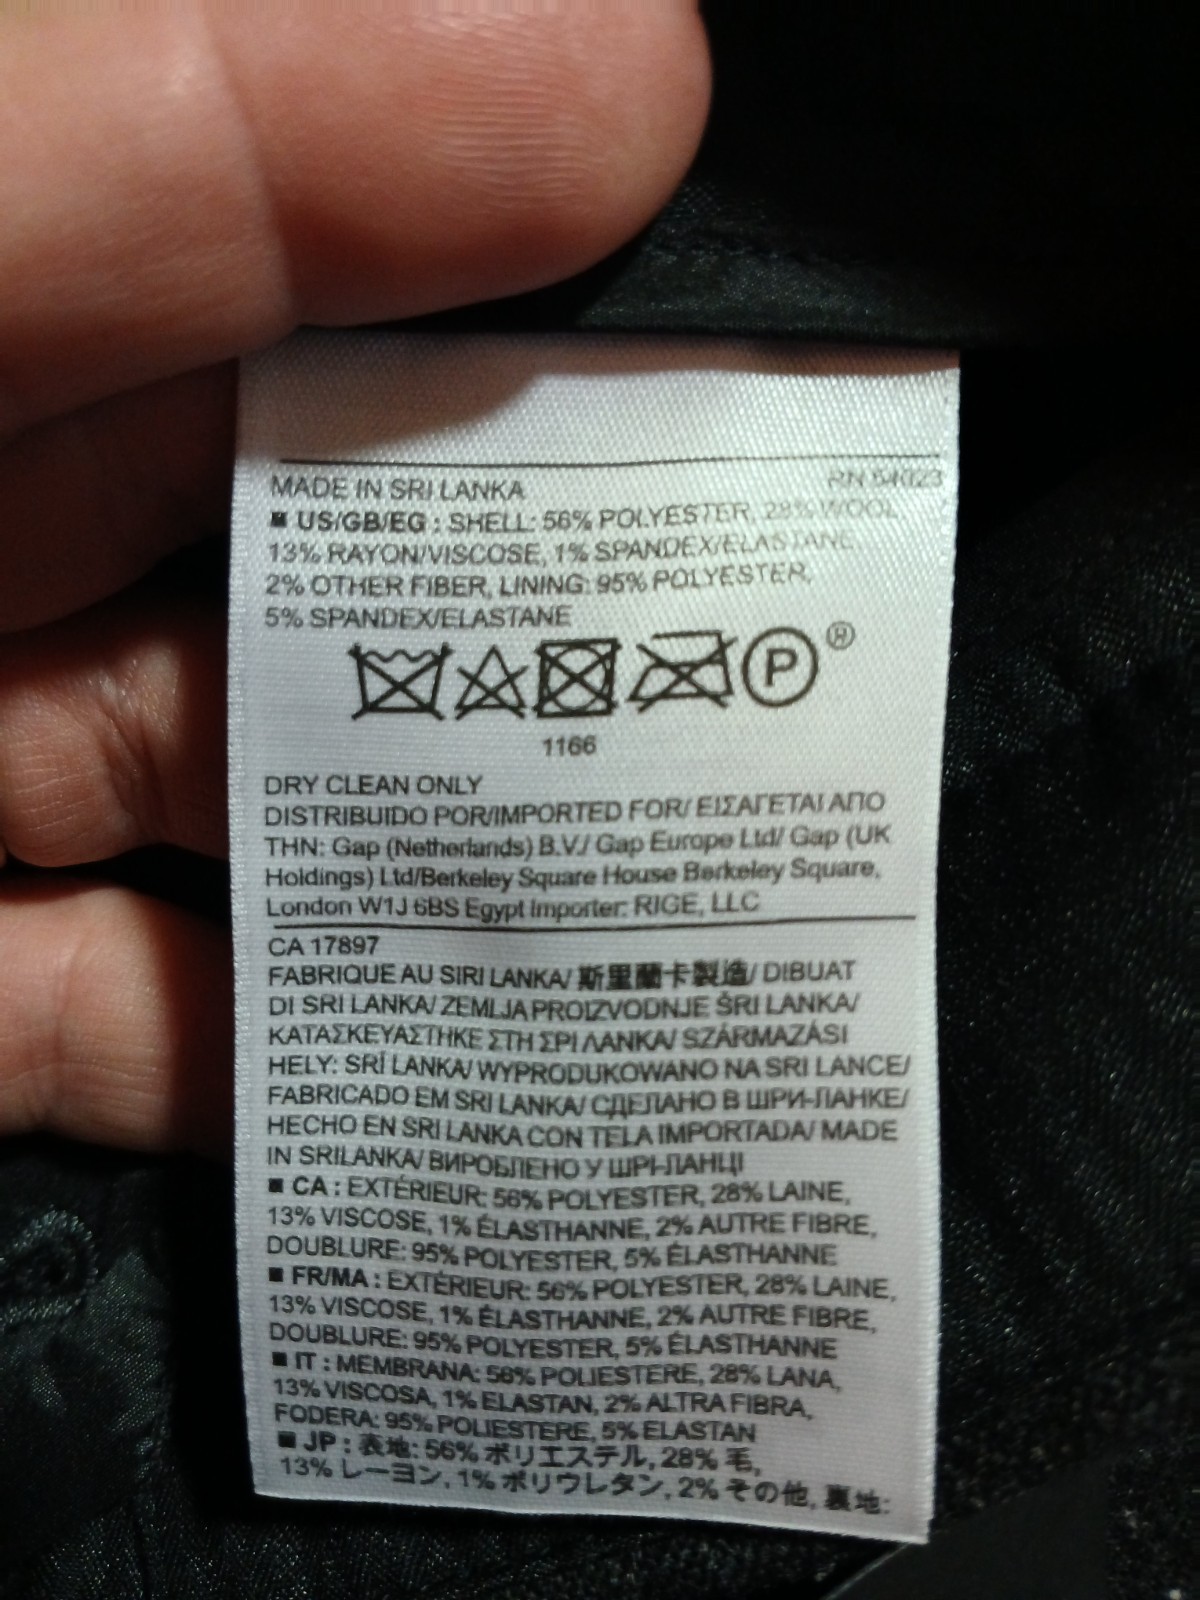 RN 54023
MADE IN SRI LANKA
■ US/GB/EG : SHELL: 56% POLYESTER, 28% WOOL
13% RAYON/VISCOSE, 1% SPANDEX/ELASTANE,
2% OTHER FIBER, LINING: 95% POLYESTER,
5% SPANDEX/ELASTANE
P ®
1166
DRY CLEAN ONLY
DISTRIBUIDO POR/IMPORTED FOR/ ΕΙΣΑΓΕΤΑΙ ΑΠΟ
THN: Gap (Netherlands) B.V./ Gap Europe Ltd/ Gap (UK
Holdings) Ltd/Berkeley Square House Berkeley Square,
London W1J 6BS Egypt Importer: RIGE, LLC
CA 17897
FABRIQUE AU SIRI LANKA/ 斯里蘭卡製造/ DIBUAT
DI SRI LANKA/ ZEMLJA PROIZVODNJE ŠRI LANKA/
ΚΑΤΑΣΚΕΥΑΣΤΗΚΕ ΣΤΗ ΣΡΙ ΛΑΝΚΑ/ SZÁRMAZÁSI
HELY: SRÍ LANKA/ WYPRODUKOWANO NA SRI LANCE/
FABRICADO EM SRI LANKA/ СДЕЛАНО В ШРИ-ЛАНКЕ/
HECHO EN SRI LANKA CON TELA IMPORTADA/ MADE
IN SRILANKA/ ВИРОБЛЕНО У ШРІ-ЛАНЦІ
■ CA : EXTÉRIEUR: 56% POLYESTER, 28% LAINE,
13% VISCOSE, 1% ÉLASTHANNE, 2% AUTRE FIBRE,
DOUBLURE: 95% POLYESTER, 5% ÉLASTHANNE
■ FR/MA : EXTÉRIEUR: 56% POLYESTER, 28% LAINE,
13% VISCOSE, 1% ÉLASTHANNE, 2% AUTRE FIBRE,
DOUBLURE: 95% POLYESTER, 5% ÉLASTHANNE
■ IT : MEMBRANA: 56% POLIESTERE, 28% LANA,
13% VISCOSA, 1% ELASTAN, 2% ALTRA FIBRA,
FODERA: 95% POLIESTERE, 5% ELASTAN
■ JP : 表地: 56% ポリエステル, 28% 毛,
13% レーヨン, 1% ポリウレタン, 2% その他, 裏地: